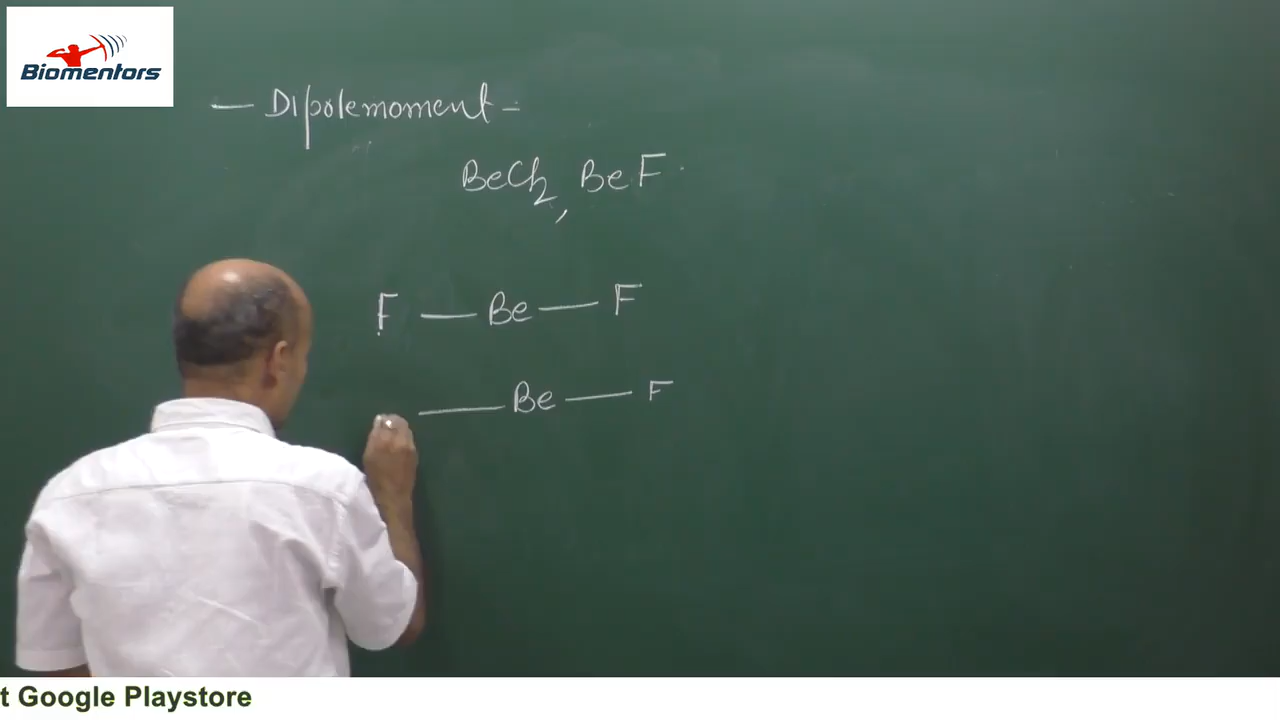 Biomentors
— Dipolemoment —
BeCl2, BeF
F — Be — F
— Be — F
t Google Playstore